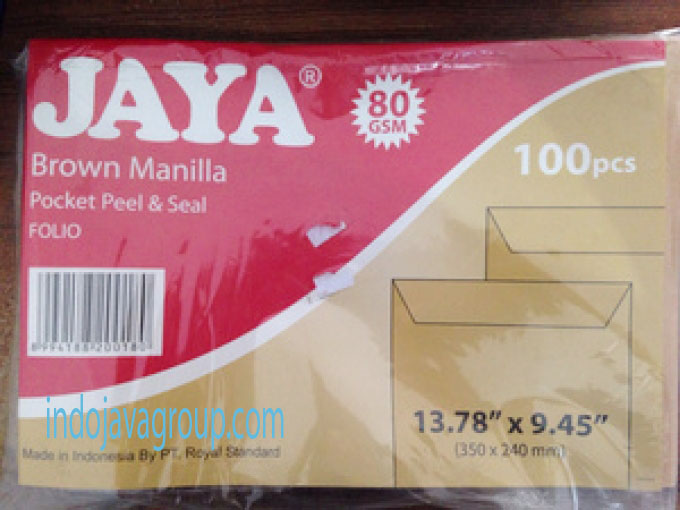 JAYA®
80
GSM
Brown Manilla
Pocket Peel & Seal
FOLIO
100pcs
8994188200180
indojavagroup.com
13.78” x 9.45”
(350 x 240 mm)
Made in Indonesia By PT. Royal Standard